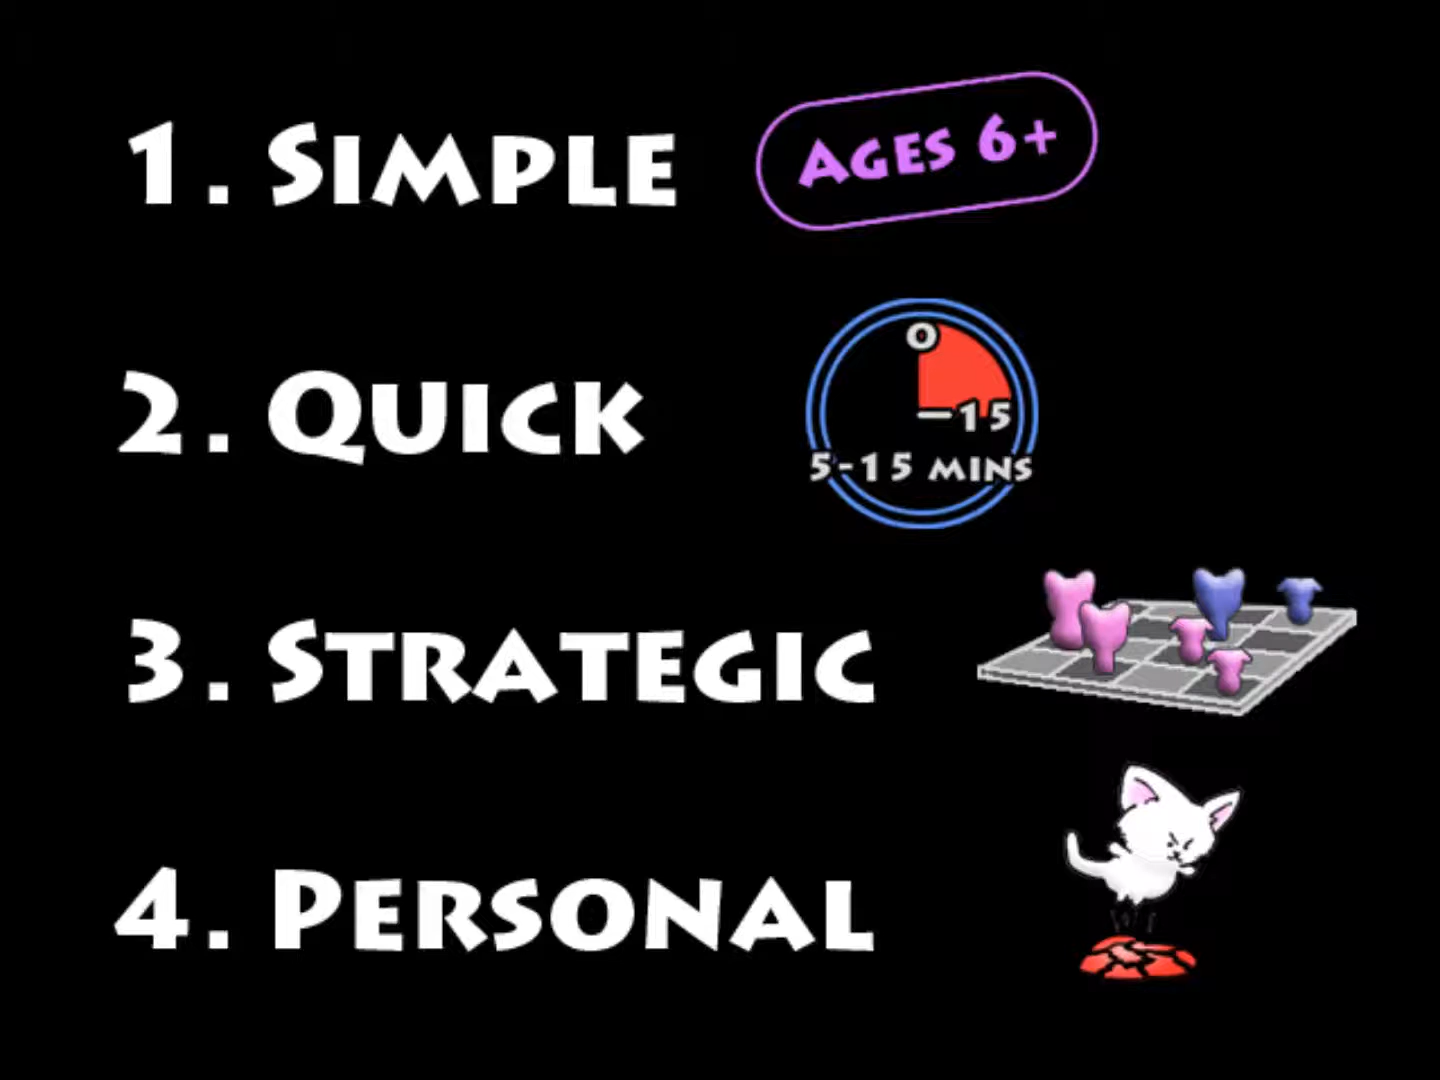 1. SIMPLE
AGES 6+
2. QUICK
0
15
5-15 MINS
3. STRATEGIC
4. PERSONAL